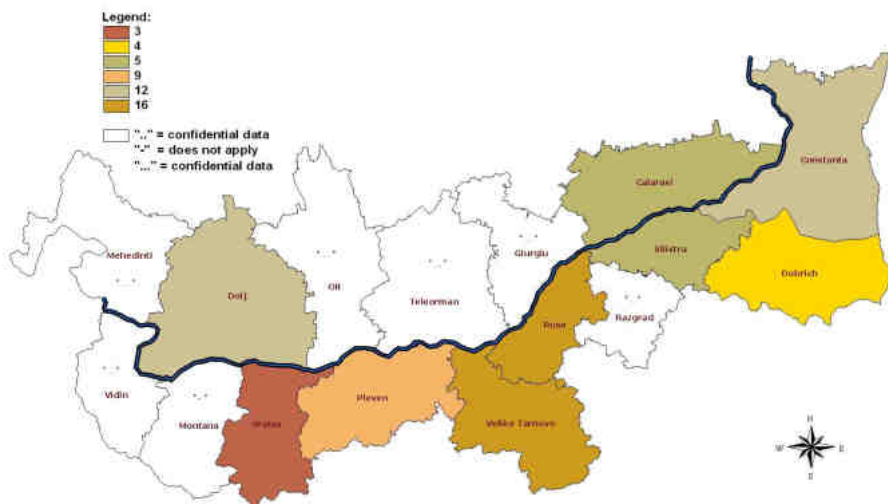 Legend:
3
4
5
9
12
16
".." = confidential data
"-" = does not apply
"..." = confidential data
Constanta
Calarasi
Silistra
Dobrich
Mehedinti
Dolj
Olt
Teleorman
Giurgiu
Ruse
Razgrad
Vidin
Montana
Vratsa
Pleven
Veliko Tarnovo
N
W
E
S